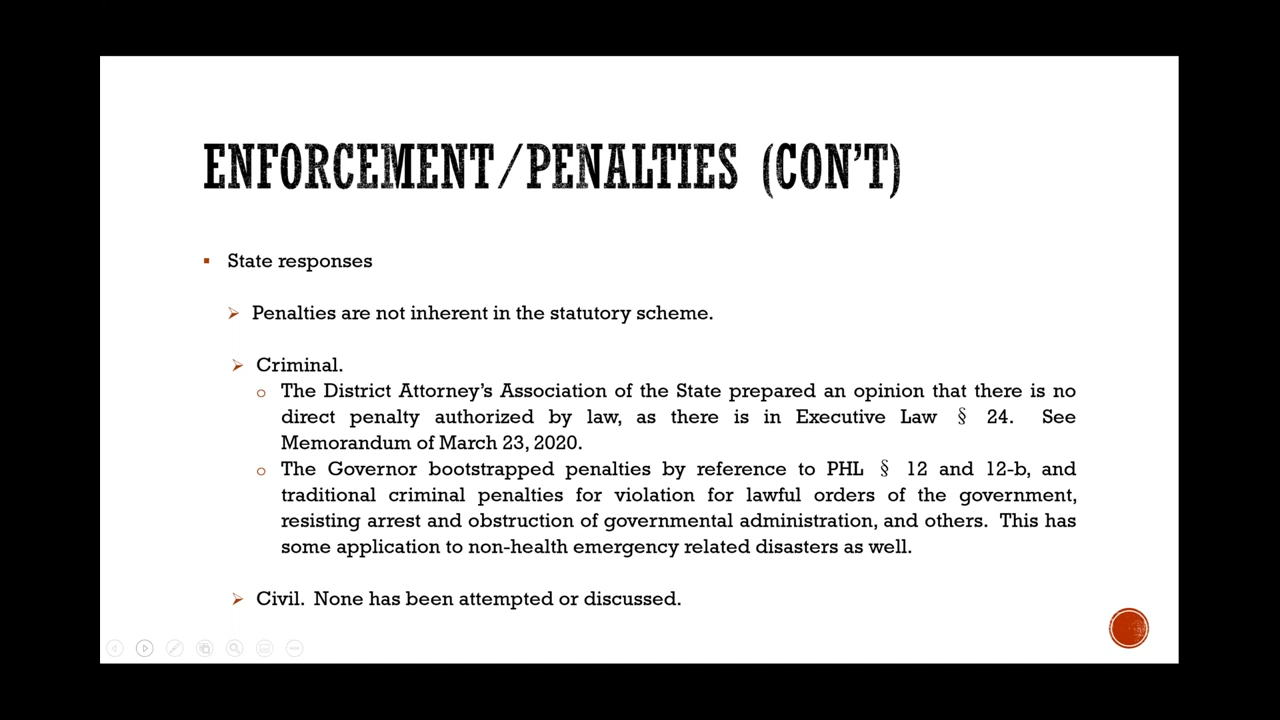 ENFORCEMENT/PENALTIES (CON'T)
▪ State responses
➢ Penalties are not inherent in the statutory scheme.
➢ Criminal.
o The District Attorney's Association of the State prepared an opinion that there is no
direct penalty authorized by law, as there is in Executive Law § 24. See
Memorandum of March 23, 2020.
o The Governor bootstrapped penalties by reference to PHL § 12 and 12-b, and
traditional criminal penalties for violation for lawful orders of the government,
resisting arrest and obstruction of governmental administration, and others. This has
some application to non-health emergency related disasters as well.
➢ Civil. None has been attempted or discussed.